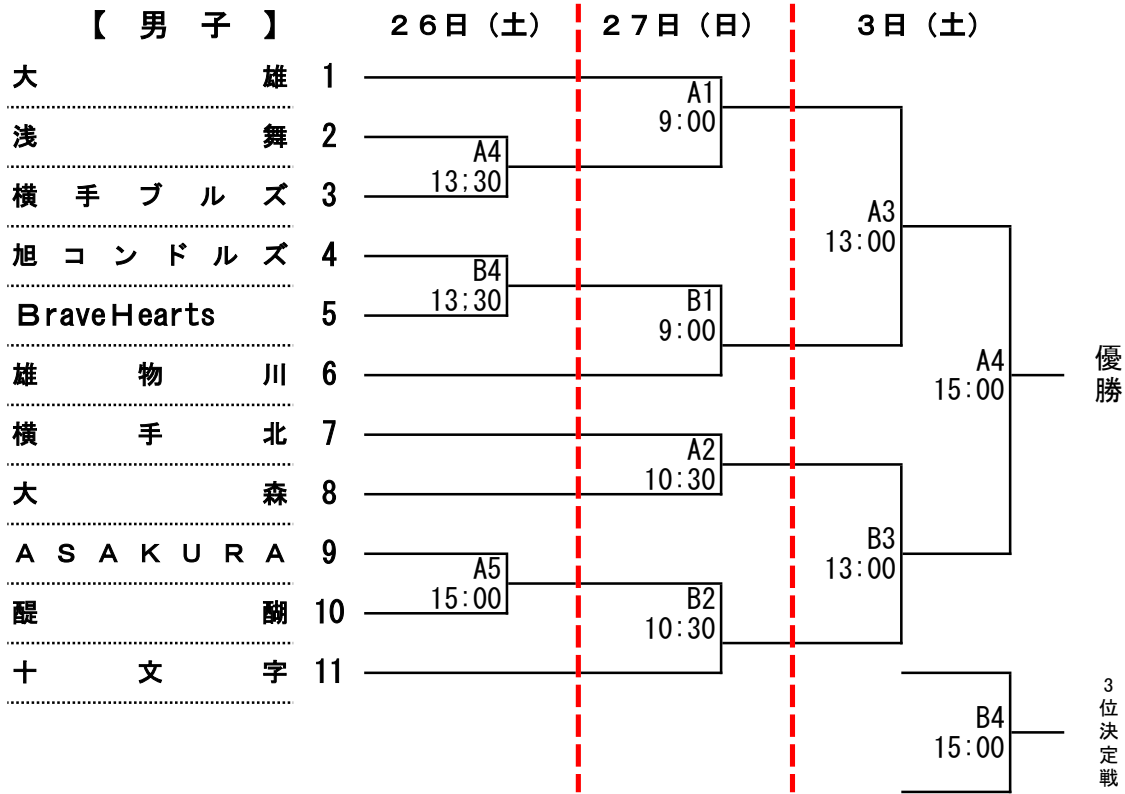 【男子】 26日（土） 27日（日） 3日（土）
大雄 1
A1
9:00
浅舞 2
A4
13;30
横手ブルズ 3
A3
13:00
旭コンドルズ 4
B4
13;30
BraveHearts 5
B1
9:00
雄物川 6
A4
15:00
優勝
横手北 7
A2
10:30
大森 8
ASAKURA 9
B3
13:00
A5
15:00
醍醐 10
B2
10:30
十文字 11
B4
15:00
3位決定戦